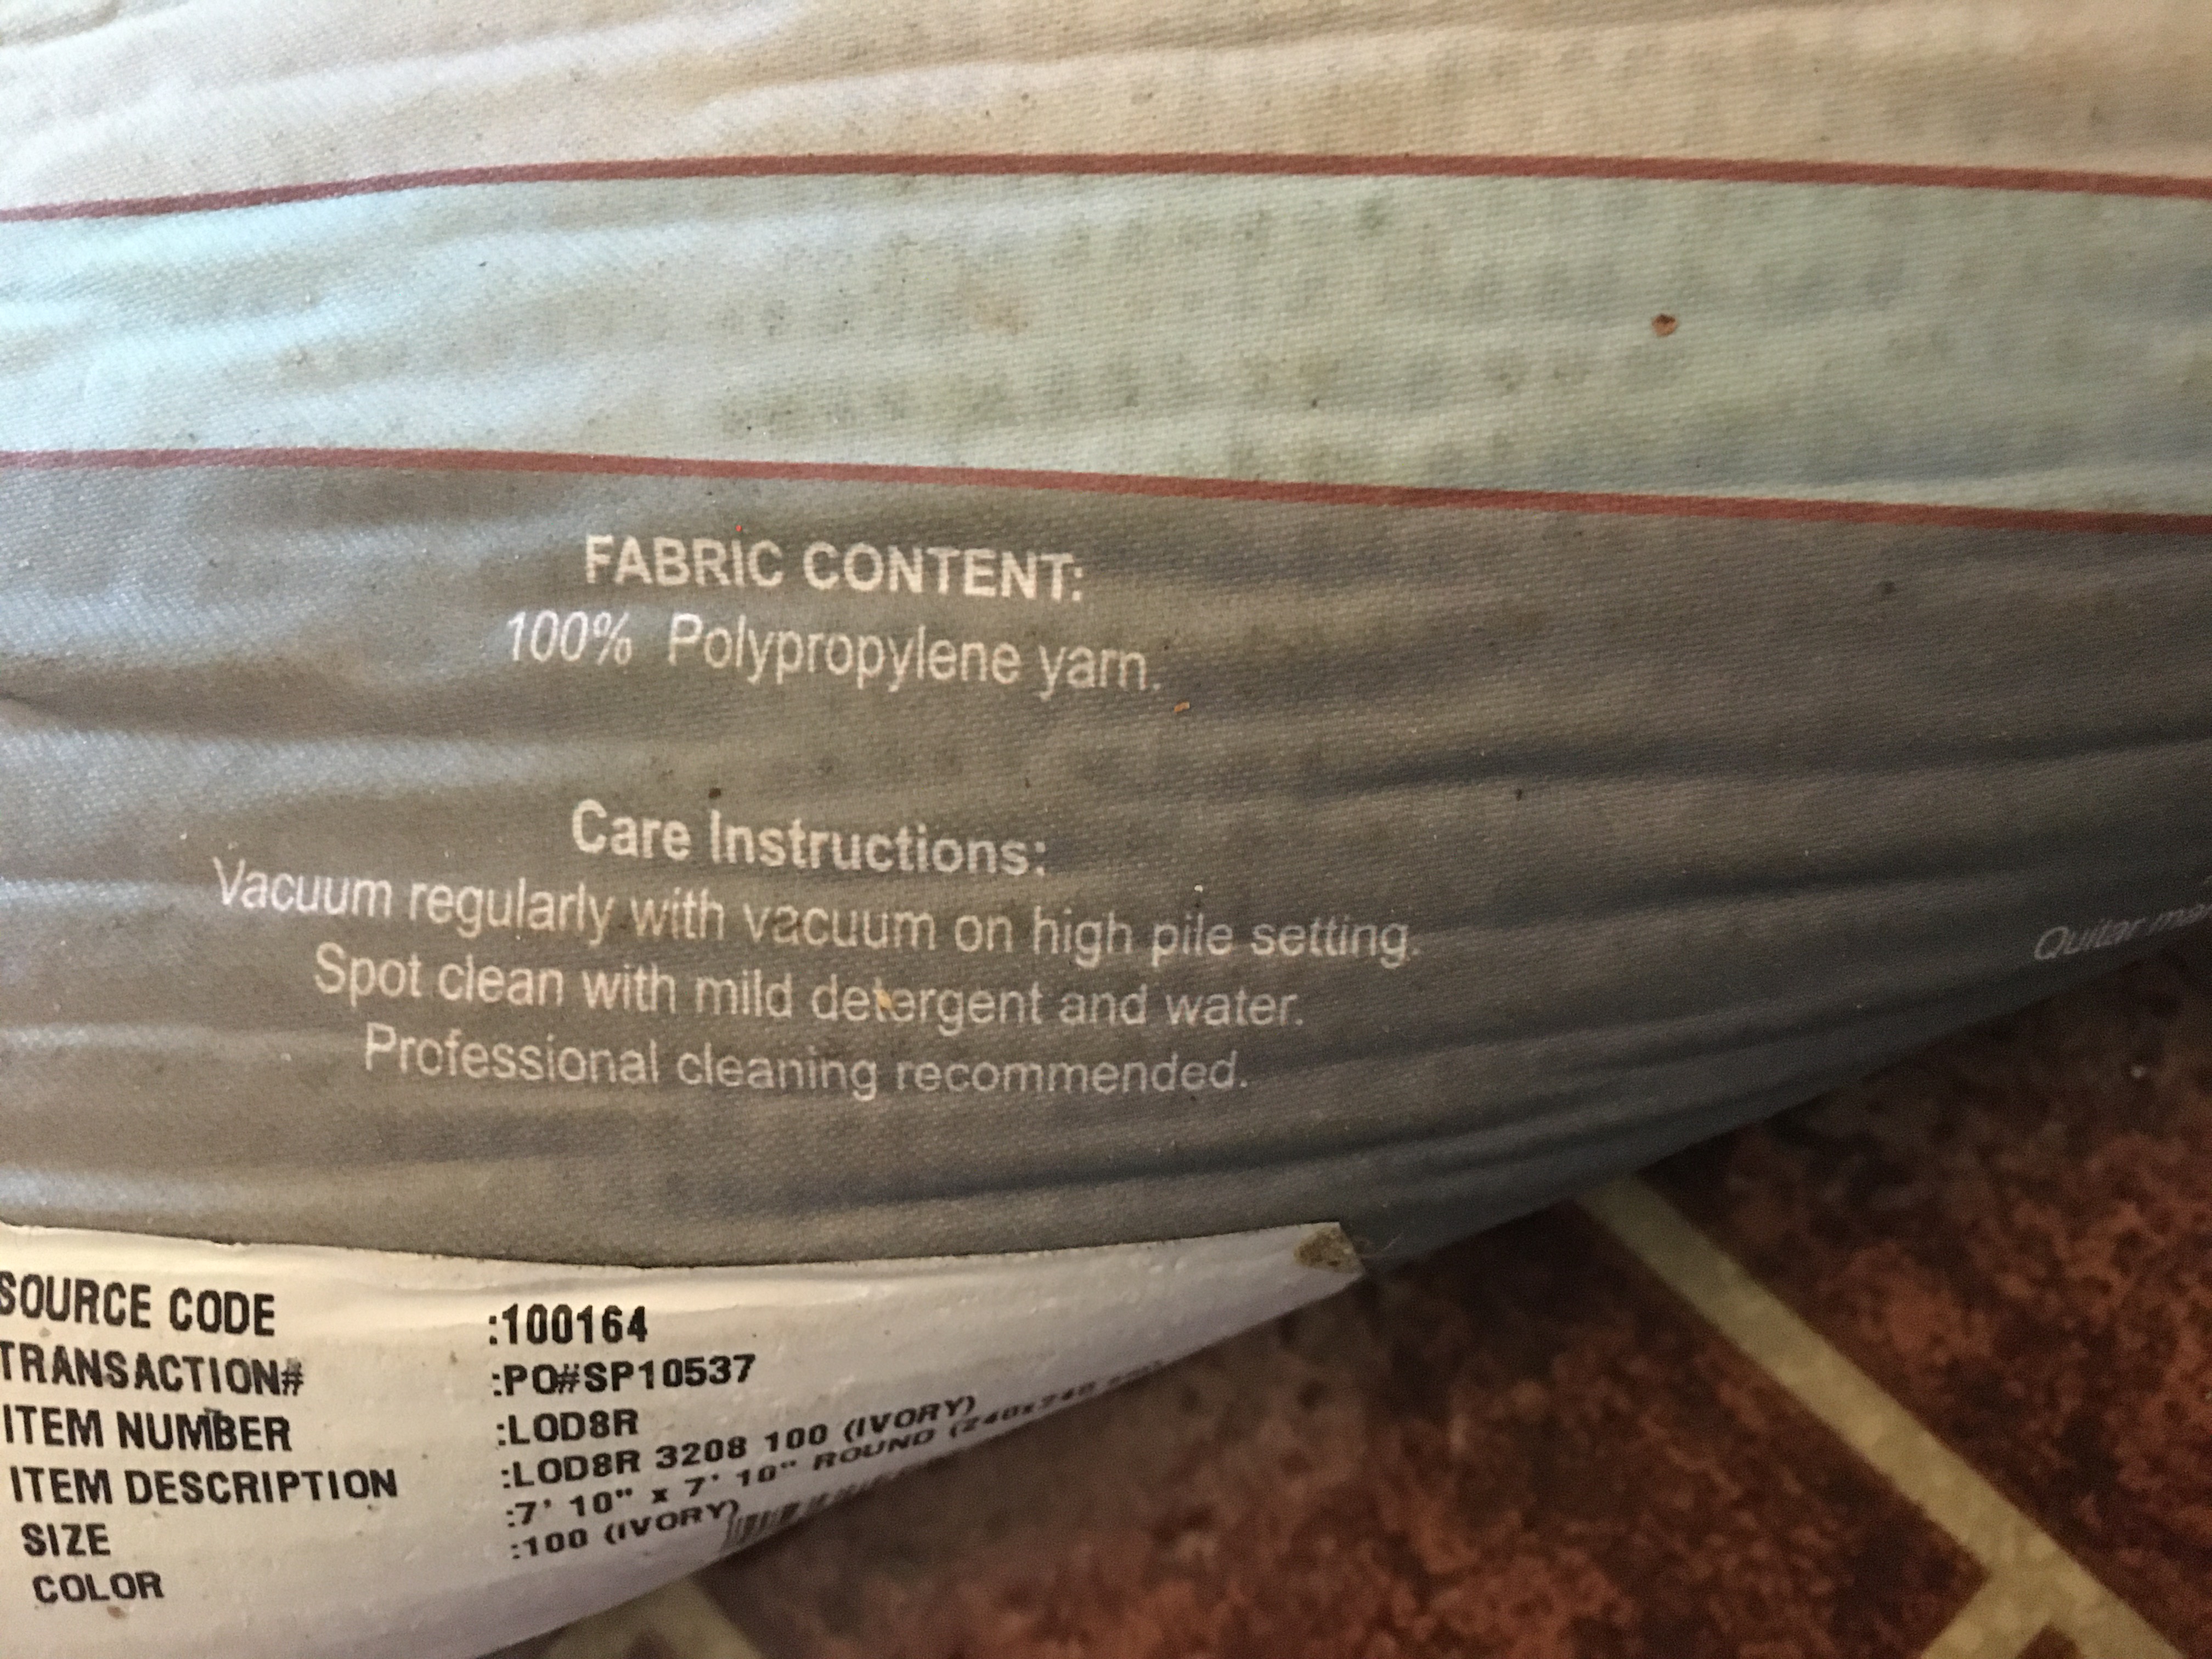 FABRIC CONTENT:
100% Polypropylene yarn.
Care Instructions:
Vacuum regularly with vacuum on high pile setting.
Spot clean with mild detergent and water.
Professional cleaning recommended.
Quitar
SOURCE CODE :100164
TRANSACTION# :PO#SP10537
ITEM NUMBER :LOD8R
ITEM DESCRIPTION :LOD8R 3208 100 (IVORY)
SIZE :7' 10" x 7' 10" ROUND (240x240
COLOR :100 (IVORY)